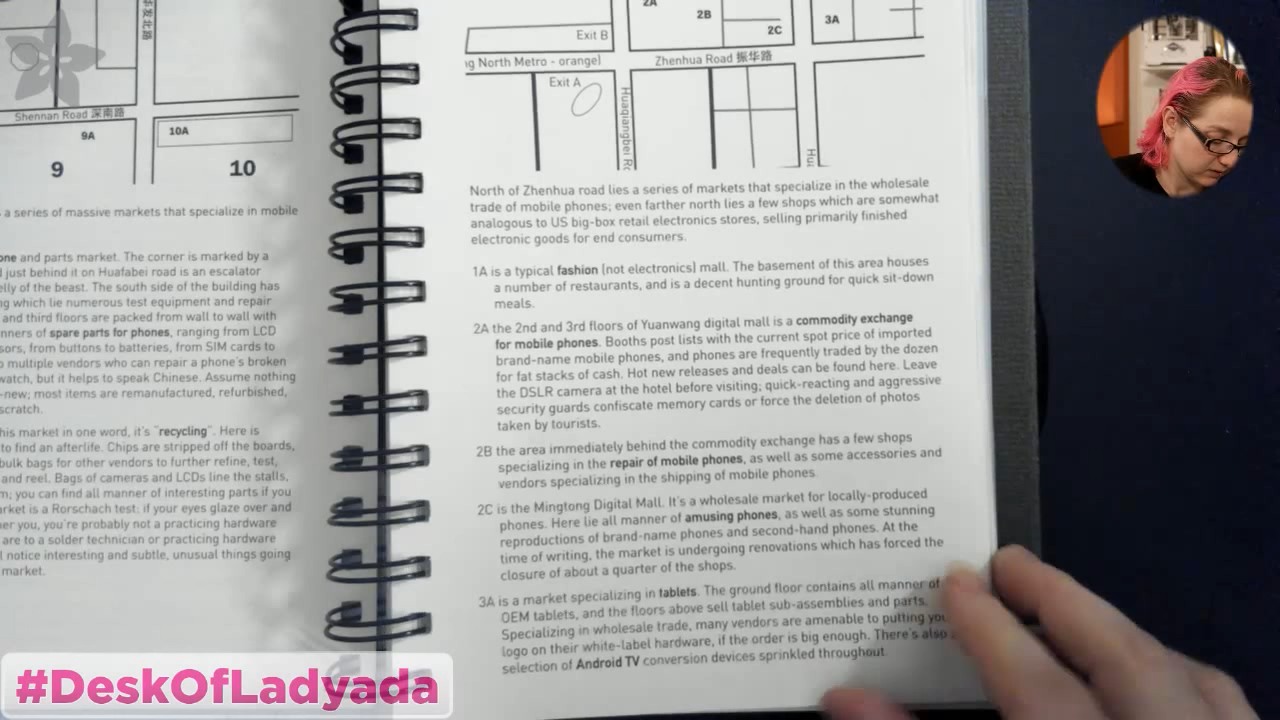 华发北路
Shennan Road 深南路
9A
10A
9
10
a series of massive markets that specialize in mobile
one and parts market. The corner is marked by a
just behind it on Huafabei road is an escalator
elly of the beast. The south side of the building has
ng which lie numerous test equipment and repair
and third floors are packed from wall to wall with
nners of spare parts for phones, ranging from LCD
sors, from buttons to batteries, from SIM cards to
o multiple vendors who can repair a phone's broken
watch, but it helps to speak Chinese. Assume nothing
-new; most items are remanufactured, refurbished,
scratch.
his market in one word, it's "recycling". Here is
to find an afterlife. Chips are stripped off the boards,
bulk bags for other vendors to further refine, test,
and reel. Bags of cameras and LCDs line the stalls,
m; you can find all manner of interesting parts if you
arket is a Rorschach test: if your eyes glaze over and
her you, you're probably not a practicing hardware
are to a solder technician or practicing hardware
l notice interesting and subtle, unusual things going
market.
2A
2B
2C
3A
Exit B
ng North Metro - orange]
Zhenhua Road 振华路
Exit A
Huaqiangbei R
Hu
North of Zhenhua road lies a series of markets that specialize in the wholesale
trade of mobile phones; even farther north lies a few shops which are somewhat
analogous to US big-box retail electronics stores, selling primarily finished
electronic goods for end consumers.
1A is a typical fashion (not electronics) mall. The basement of this area houses
a number of restaurants, and is a decent hunting ground for quick sit-down
meals.
2A the 2nd and 3rd floors of Yuanwang digital mall is a commodity exchange
for mobile phones. Booths post lists with the current spot price of imported
brand-name mobile phones, and phones are frequently traded by the dozen
for fat stacks of cash. Hot new releases and deals can be found here. Leave
the DSLR camera at the hotel before visiting; quick-reacting and aggressive
security guards confiscate memory cards or force the deletion of photos
taken by tourists.
2B the area immediately behind the commodity exchange has a few shops
specializing in the repair of mobile phones, as well as some accessories and
vendors specializing in the shipping of mobile phones.
2C is the Mingtong Digital Mall. It's a wholesale market for locally-produced
phones. Here lie all manner of amusing phones, as well as some stunning
reproductions of brand-name phones and second-hand phones. At the
time of writing, the market is undergoing renovations which has forced the
closure of about a quarter of the shops.
3A is a market specializing in tablets. The ground floor contains all manner of
OEM tablets, and the floors above sell tablet sub-assemblies and parts.
Specializing in wholesale trade, many vendors are amenable to putting you
logo on their white-label hardware, if the order is big enough. There's also
selection of Android TV conversion devices sprinkled throughout.
#DeskOfLadyada